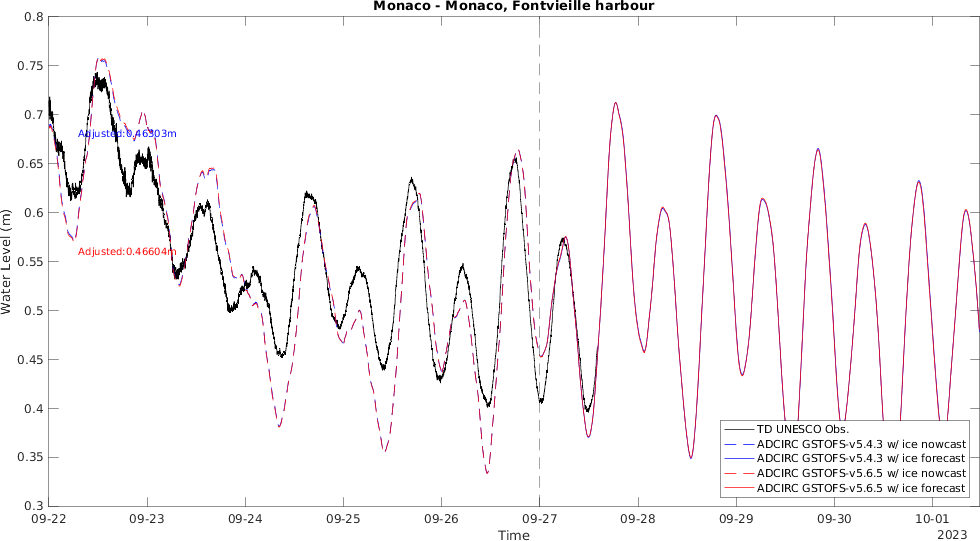 Monaco - Monaco, Fontvieille harbour
0.8
0.75
0.7
0.65
0.6
0.55
0.5
0.45
0.4
0.35
0.3
Water Level (m)
Adjusted:0.46303m
Adjusted:0.46604m
TD UNESCO Obs.
ADCIRC GSTOFS-v5.4.3 w/ ice nowcast
ADCIRC GSTOFS-v5.4.3 w/ ice forecast
ADCIRC GSTOFS-v5.6.5 w/ ice nowcast
ADCIRC GSTOFS-v5.6.5 w/ ice forecast
09-22 09-23 09-24 09-25 09-26 09-27 09-28 09-29 09-30 10-01
Time
2023